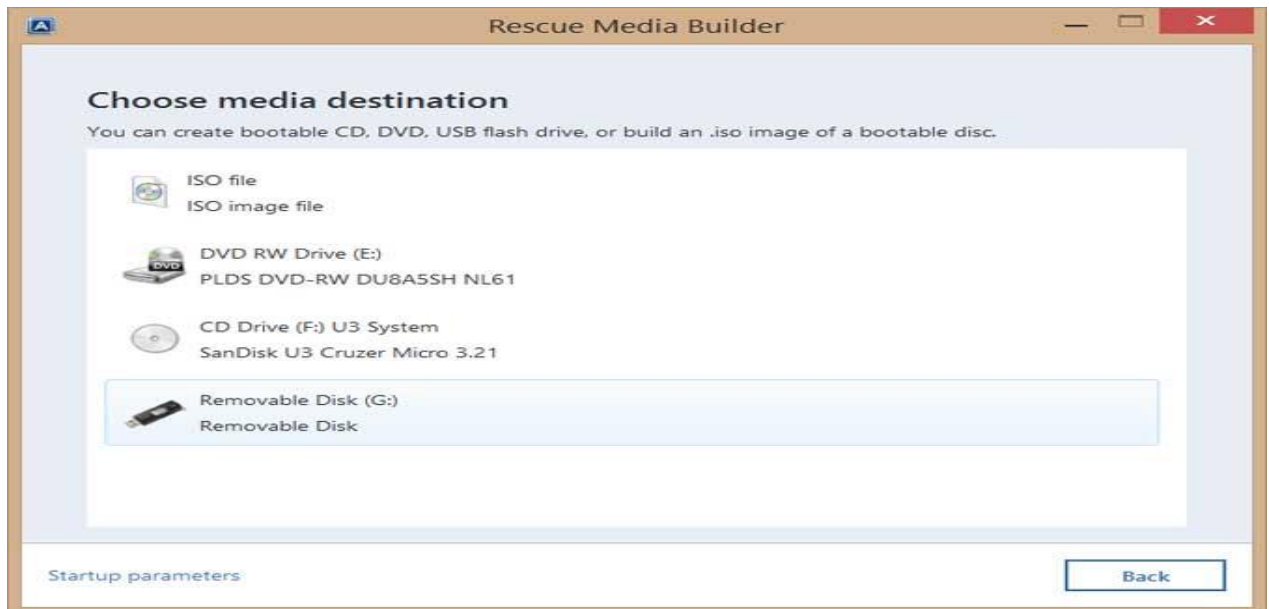 Rescue Media Builder
Choose media destination
You can create bootable CD, DVD, USB flash drive, or build an .iso image of a bootable disc.
ISO file
ISO image file
DVD
DVD RW Drive (E:)
PLDS DVD-RW DU8A5SH NL61
CD Drive (F:) U3 System
SanDisk U3 Cruzer Micro 3.21
Removable Disk (G:)
Removable Disk
Startup parameters
Back